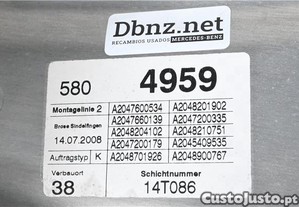 Dbnz.net
RECAMBIOS USADOS MERCEDES-BENZ
580 4959
Montagelinie 2 A2047600534 A2048201902
Brose Sindelfingen A2047660139 A2047200335
14.07.2008 A2048204102 A2048210751
A2047200179 A2045409535
Auftragstyp K A2048701926 A2048900767
Verbauort Schichtnummer
38 14T086
CustoJusto.pt